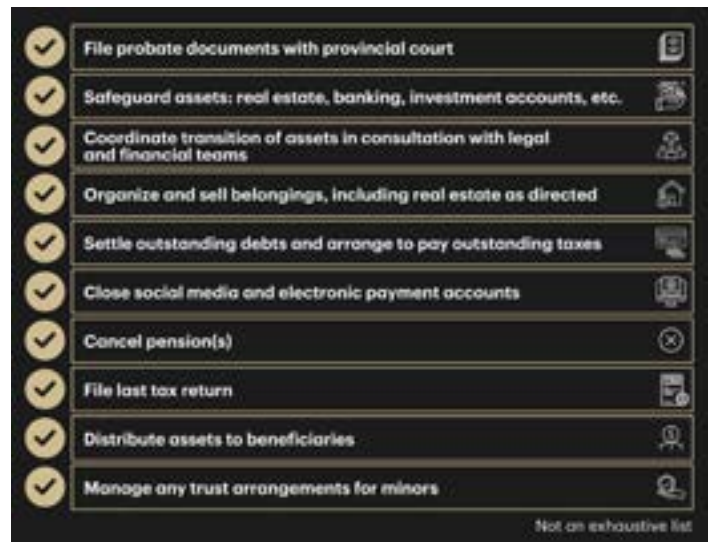 File probate documents with provincial court
Safeguard assets: real estate, banking, investment accounts, etc.
Coordinate transition of assets in consultation with legal
and financial teams
Organize and sell belongings, including real estate as directed
Settle outstanding debts and arrange to pay outstanding taxes
Close social media and electronic payment accounts
Cancel pension(s)
File last tax return
Distribute assets to beneficiaries
Manage any trust arrangements for minors
Not an exhaustive list